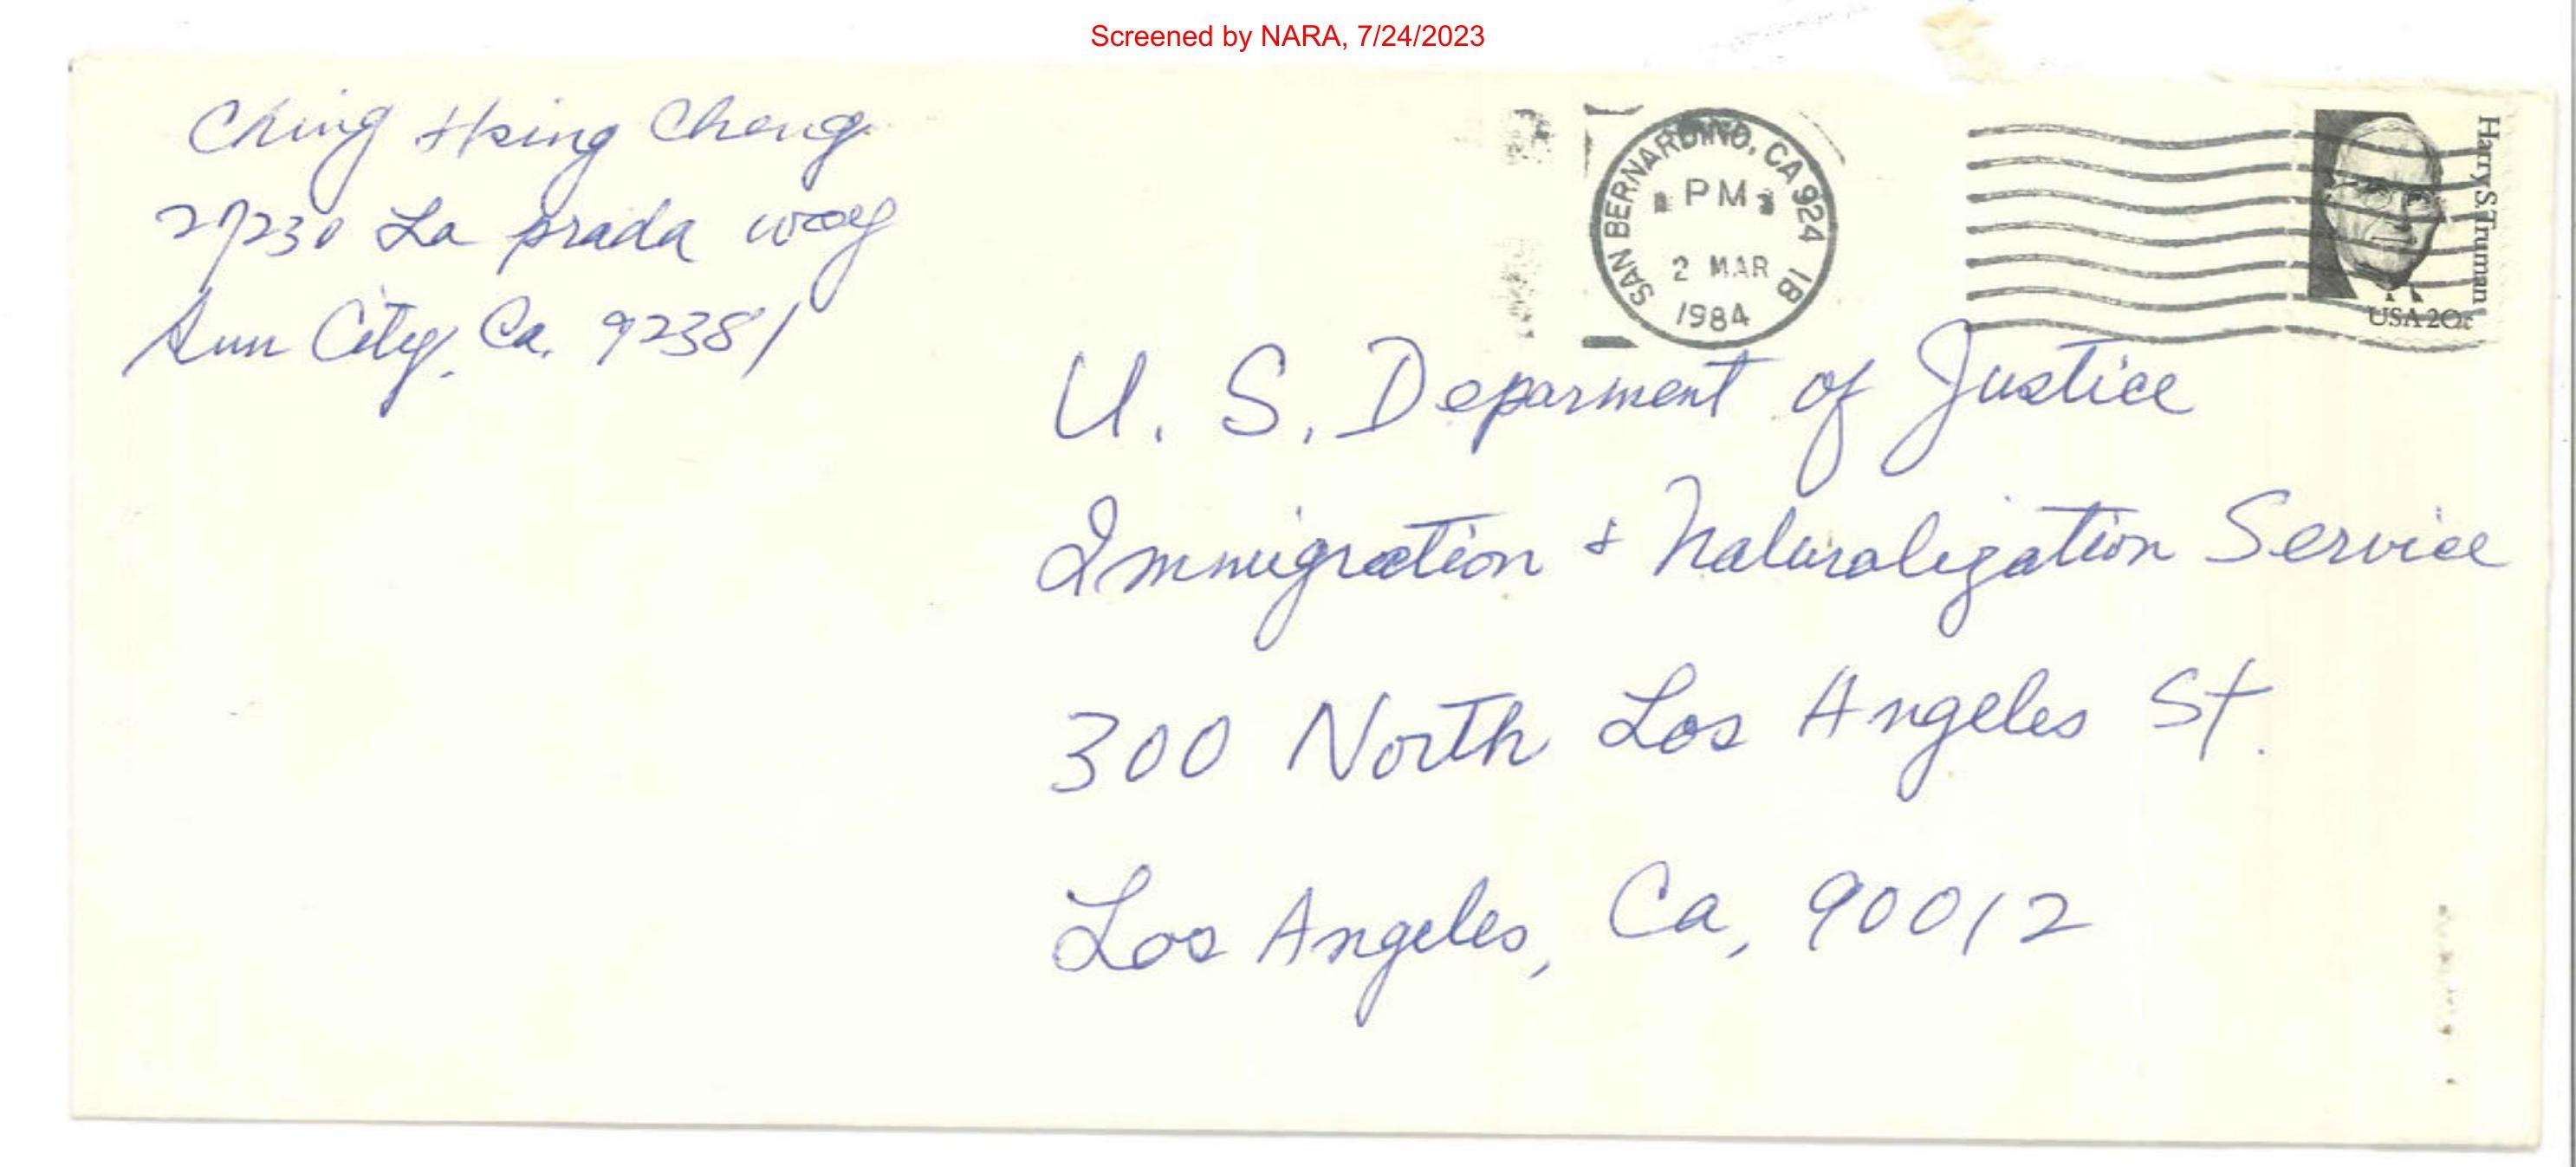 Screened by NARA, 7/24/2023
Ching Hsing Cheng
27230 La prada way
Sun City, Ca. 92381
SAN BERNARDINO, CA 924 1B
PM
2 MAR
1984
Harry S Truman
USA 20c
U. S. Deparment of Justice
Immigration & Naturalization Service
300 North Los Angeles St.
Los Angeles, Ca, 90012